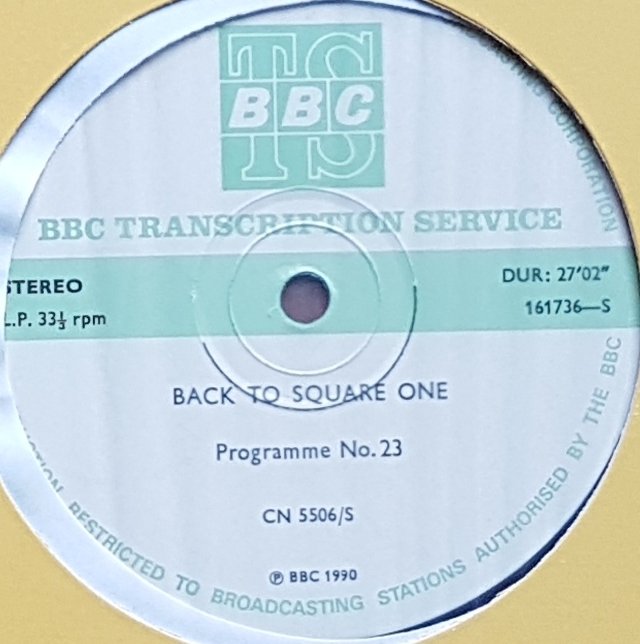 TS
BBC
BBC TRANSCRIPTION SERVICE
STEREO
DUR: 27'02"
L.P. 33⅓ rpm
161736—S
BACK TO SQUARE ONE
Programme No. 23
CN 5506/S
℗ BBC 1990
CORPORATION
RESTRICTED TO BROADCASTING STATIONS AUTHORISED BY THE BBC